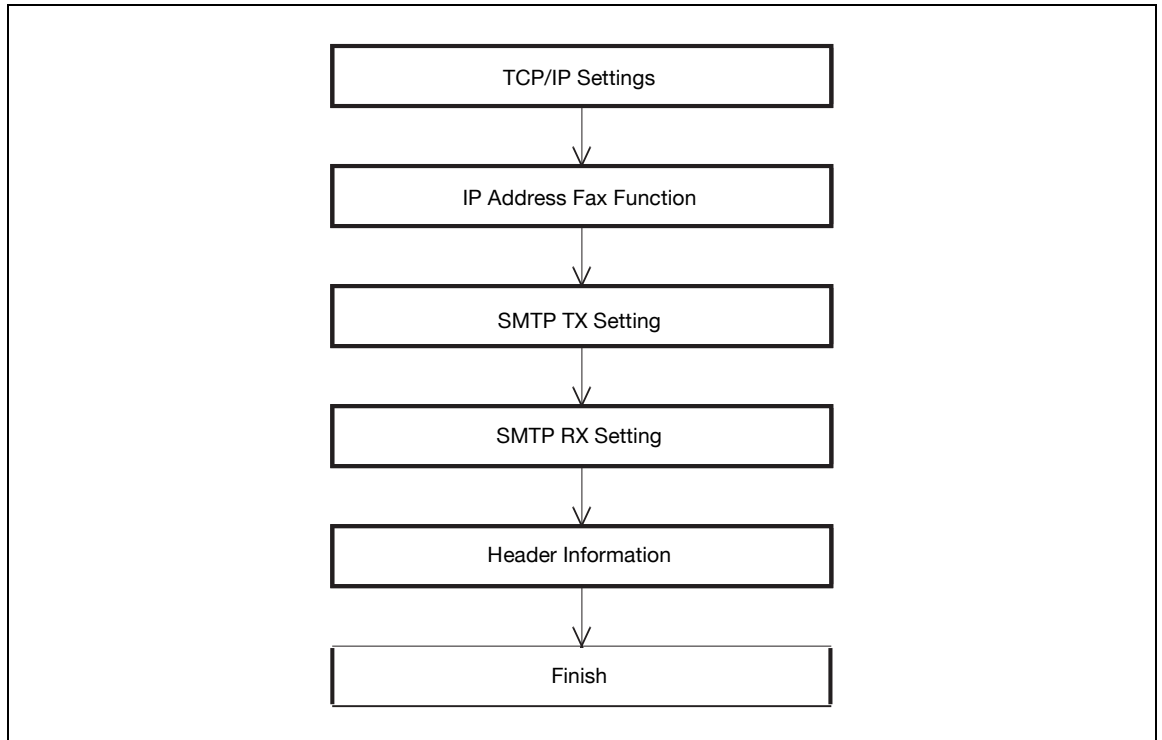 TCP/IP Settings
IP Address Fax Function
SMTP TX Setting
SMTP RX Setting
Header Information
Finish